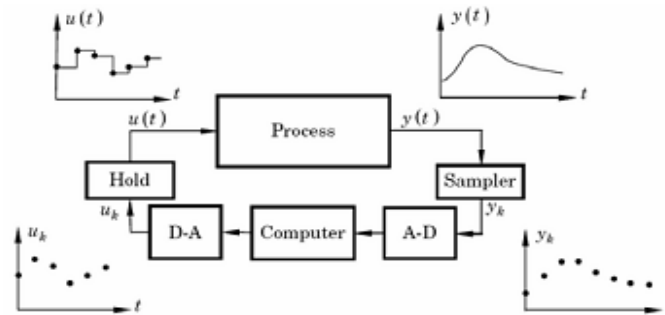 u(t)
t
y(t)
t
u(t)
Process
y(t)
Hold
Sampler
u_k
D-A
Computer
A-D
y_k
u_k
t
y_k
t